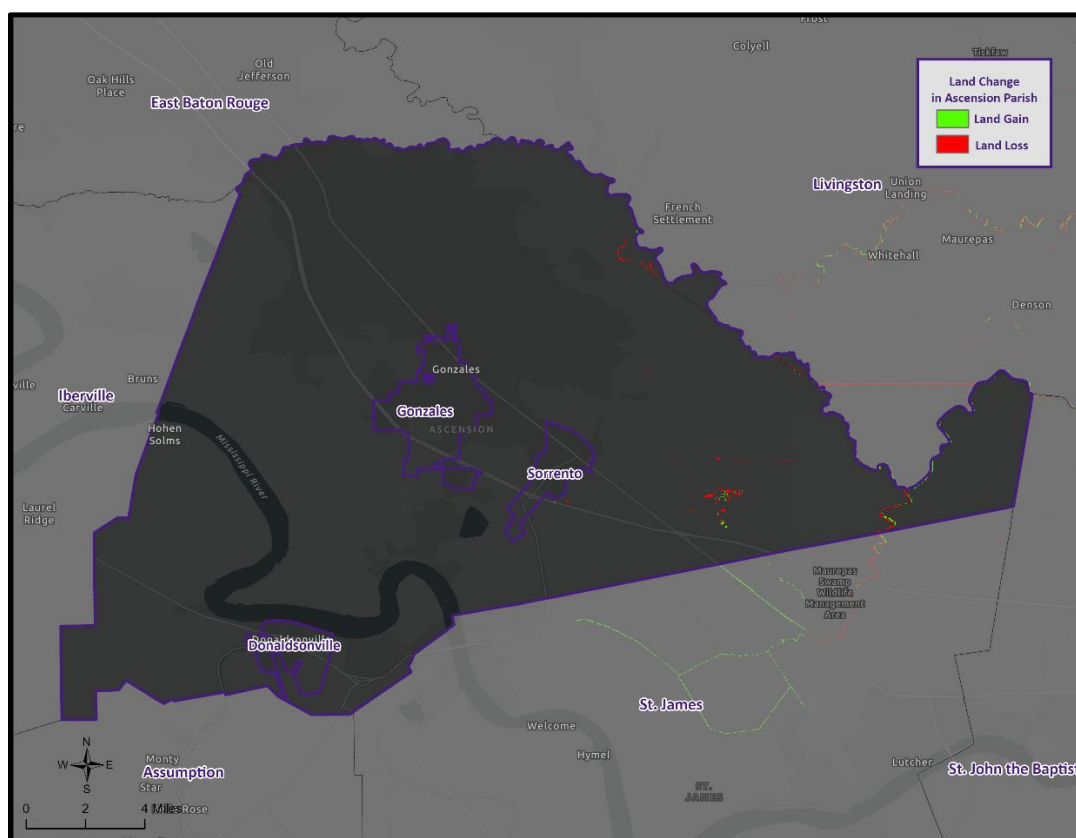 Frost
Colyell
Tickfaw
Old
Jefferson
Oak Hills
Place
East Baton Rouge
re
Land Change
in Ascension Parish
Land Gain
Land Loss
Livingston
Union
Landing
French
Settlement
Maurepas
Whitehall
Denson
Gonzales
Bruns
ville
Iberville
Carville
Gonzales
ASCENSION
Hohen
Solms
Mississippi River
Sorrento
Laurel
Ridge
Maurepas
Swamp
Wildlife
Management
Area
Donaldsonville
Donaldsonville
St. James
Welcome
Hymel
Lutcher
St. John the Baptist
N
W E
S
Monty
Assumption
Star
ST.
JAMES
0 2 4 Miles
Rose